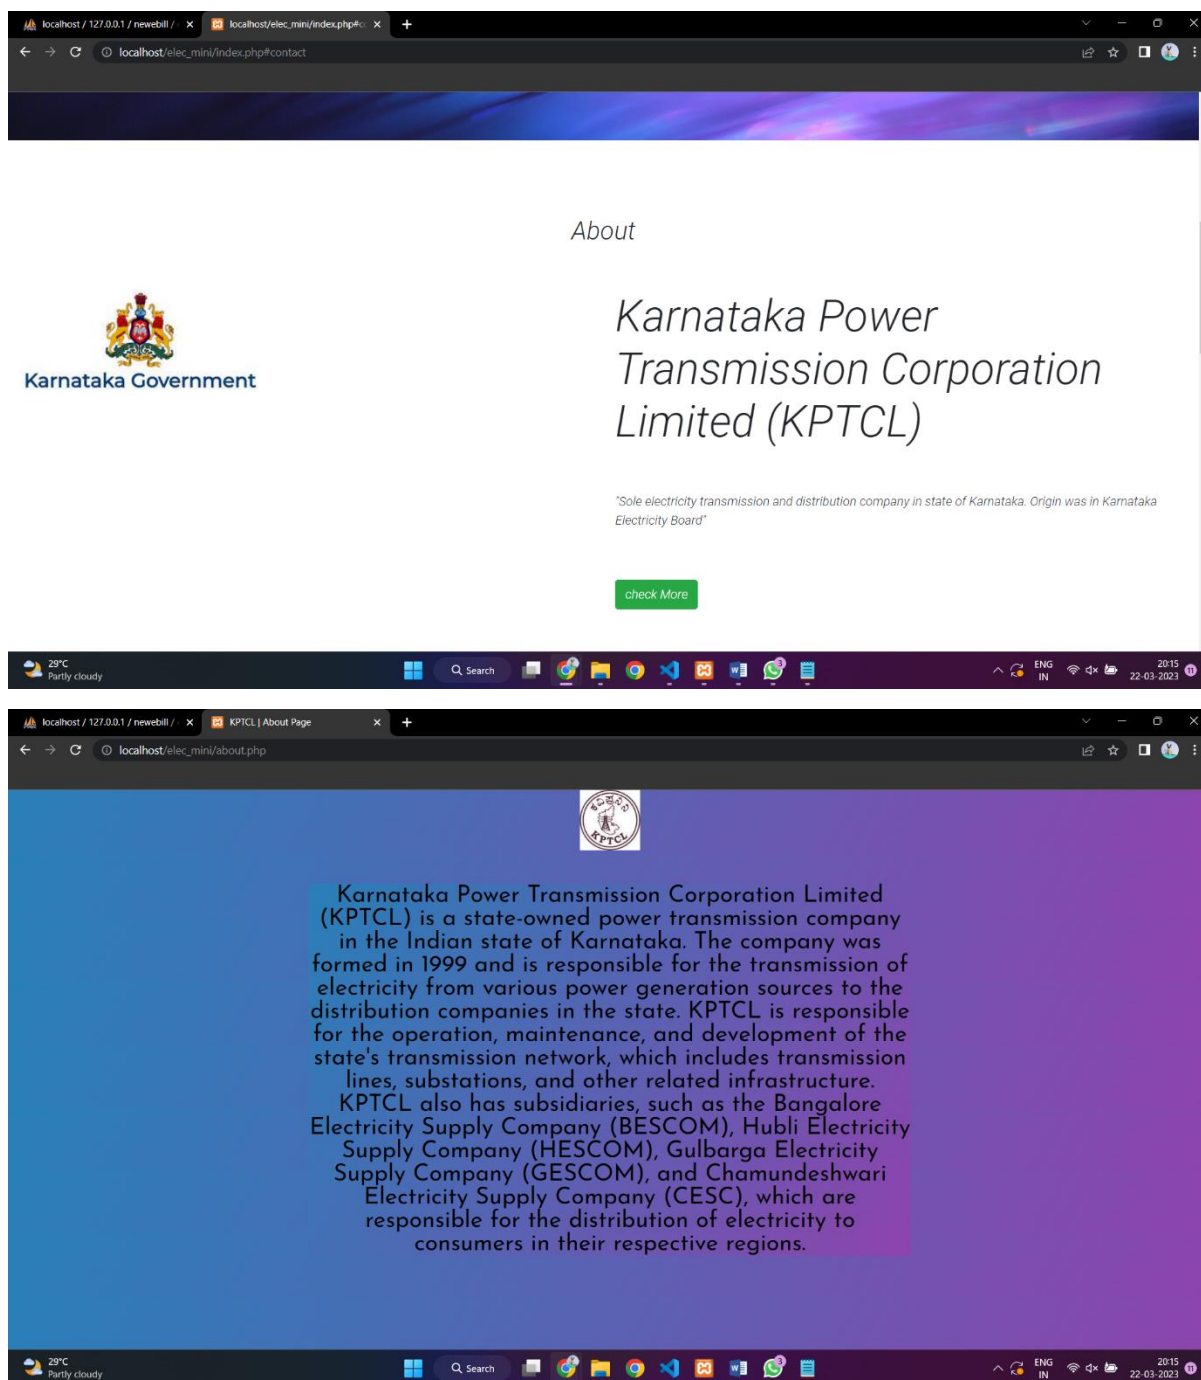 localhost / 127.0.0.1 / newebill /
localhost/elec_mini/index.php#c
localhost/elec_mini/index.php#contact
About
Karnataka Government
Karnataka Power
Transmission Corporation
Limited (KPTCL)
"Sole electricity transmission and distribution company in state of Karnataka. Origin was in Karnataka
Electricity Board"
check More
29°C
Partly cloudy
Search
3
ENG
IN
20:15
22-03-2023
11
localhost / 127.0.0.1 / newebill /
KPTCL | About Page
localhost/elec_mini/about.php
ಕವಿಪ್ರನಿನಿ
KPTCL
Karnataka Power Transmission Corporation Limited
(KPTCL) is a state-owned power transmission company
in the Indian state of Karnataka. The company was
formed in 1999 and is responsible for the transmission of
electricity from various power generation sources to the
distribution companies in the state. KPTCL is responsible
for the operation, maintenance, and development of the
state's transmission network, which includes transmission
lines, substations, and other related infrastructure.
KPTCL also has subsidiaries, such as the Bangalore
Electricity Supply Company (BESCOM), Hubli Electricity
Supply Company (HESCOM), Gulbarga Electricity
Supply Company (GESCOM), and Chamundeshwari
Electricity Supply Company (CESC), which are
responsible for the distribution of electricity to
consumers in their respective regions.
29°C
Partly cloudy
Search
3
ENG
IN
20:15
22-03-2023
11